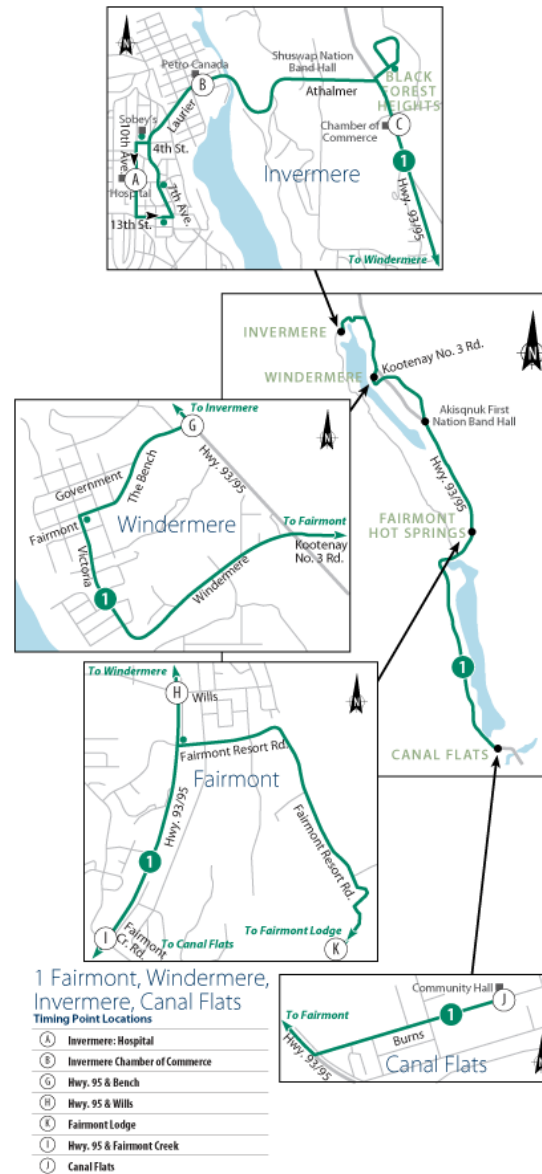 N
Petro Canada
B
Shuswap Nation
Band Hall
Athalmer
BLACK
FOREST
HEIGHTS
Sobey's
Laurier
10th Ave.
4th St.
A
Hospital
7th Ave.
13th St.
Chamber of
Commerce
C
1
Invermere
Hwy. 93/95
To Windermere
INVERMERE
Kootenay No. 3 Rd.
N
WINDERMERE
Akisqnuk First
Nation Band Hall
Hwy. 93/95
FAIRMONT
HOT SPRINGS
1
CANAL FLATS
To Invermere
G
N
Hwy. 93/95
The Bench
Government
Fairmont
Windermere
To Fairmont
Kootenay
No. 3 Rd.
Victoria
Windermere
1
To Windermere
H
Wills
N
Fairmont Resort Rd.
Fairmont
Hwy. 93/95
1
Fairmont Resort Rd.
I
Fairmont
Cr. Rd.
To Canal Flats
To Fairmont Lodge
K
Community Hall
J
To Fairmont
1
Burns
Hwy. 93/95
Canal Flats
1 Fairmont, Windermere,
Invermere, Canal Flats
Timing Point Locations
A Invermere: Hospital
B Invermere Chamber of Commerce
G Hwy. 95 & Bench
H Hwy. 95 & Wills
K Fairmont Lodge
I Hwy. 95 & Fairmont Creek
J Canal Flats